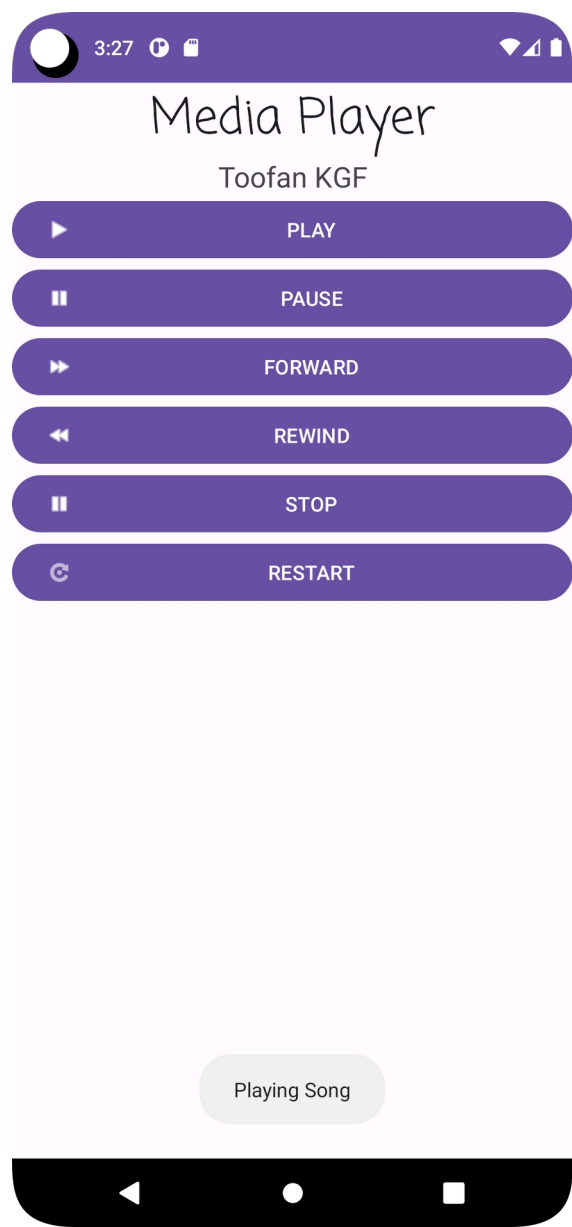 3:27
Media Player
Toofan KGF
PLAY
PAUSE
FORWARD
REWIND
STOP
RESTART
Playing Song